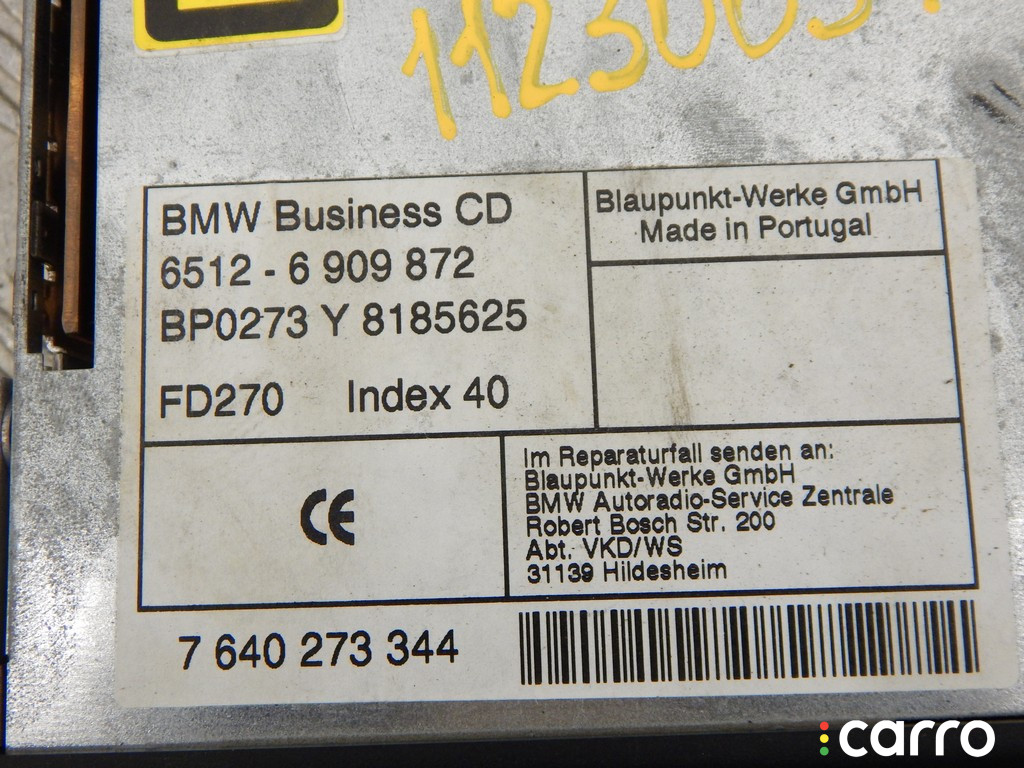 BMW Business CD
6512 - 6 909 872
BP0273 Y 8185625
FD270 Index 40
Blaupunkt-Werke GmbH
Made in Portugal
CE
Im Reparaturfall senden an:
Blaupunkt-Werke GmbH
BMW Autoradio-Service Zentrale
Robert Bosch Str. 200
Abt. VKD/WS
31139 Hildesheim
7 640 273 344
carro